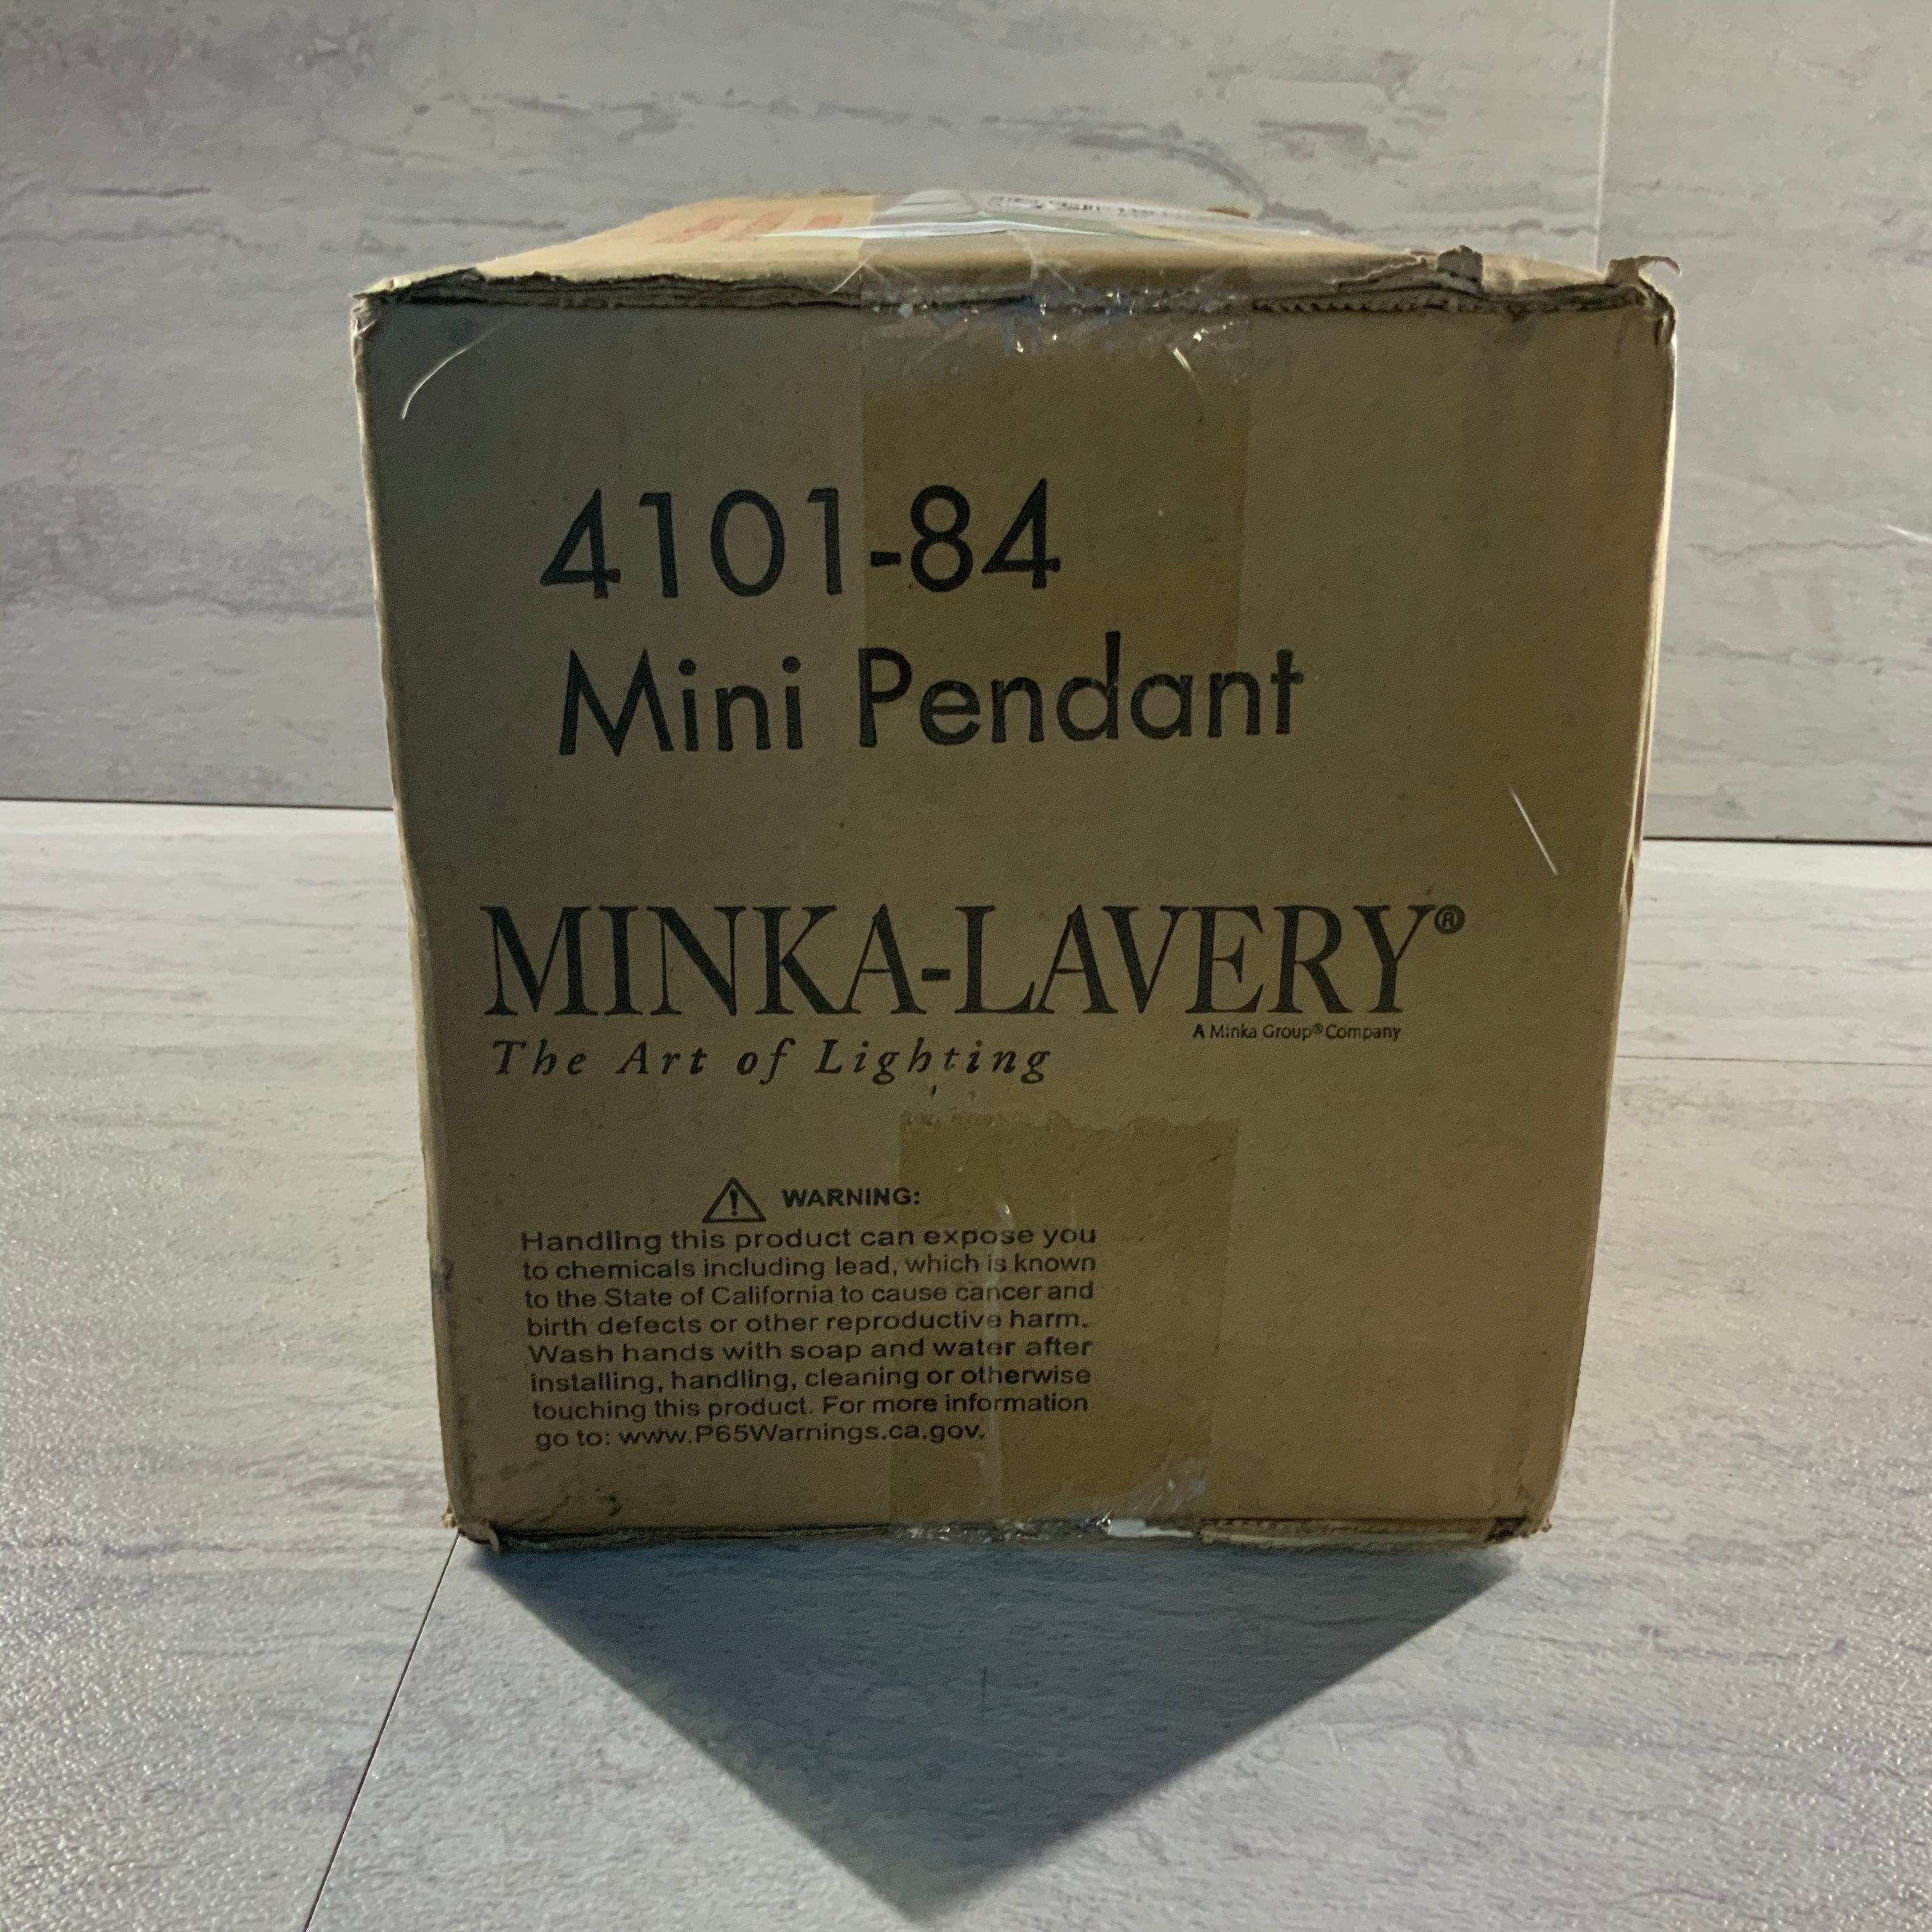 4101-84
Mini Pendant
MINKA-LAVERY®
A Minka Group® Company
The Art of Lighting
WARNING:
Handling this product can expose you
to chemicals including lead, which is known
to the State of California to cause cancer and
birth defects or other reproductive harm.
Wash hands with soap and water after
installing, handling, cleaning or otherwise
touching this product. For more information
go to: www.P65Warnings.ca.gov.